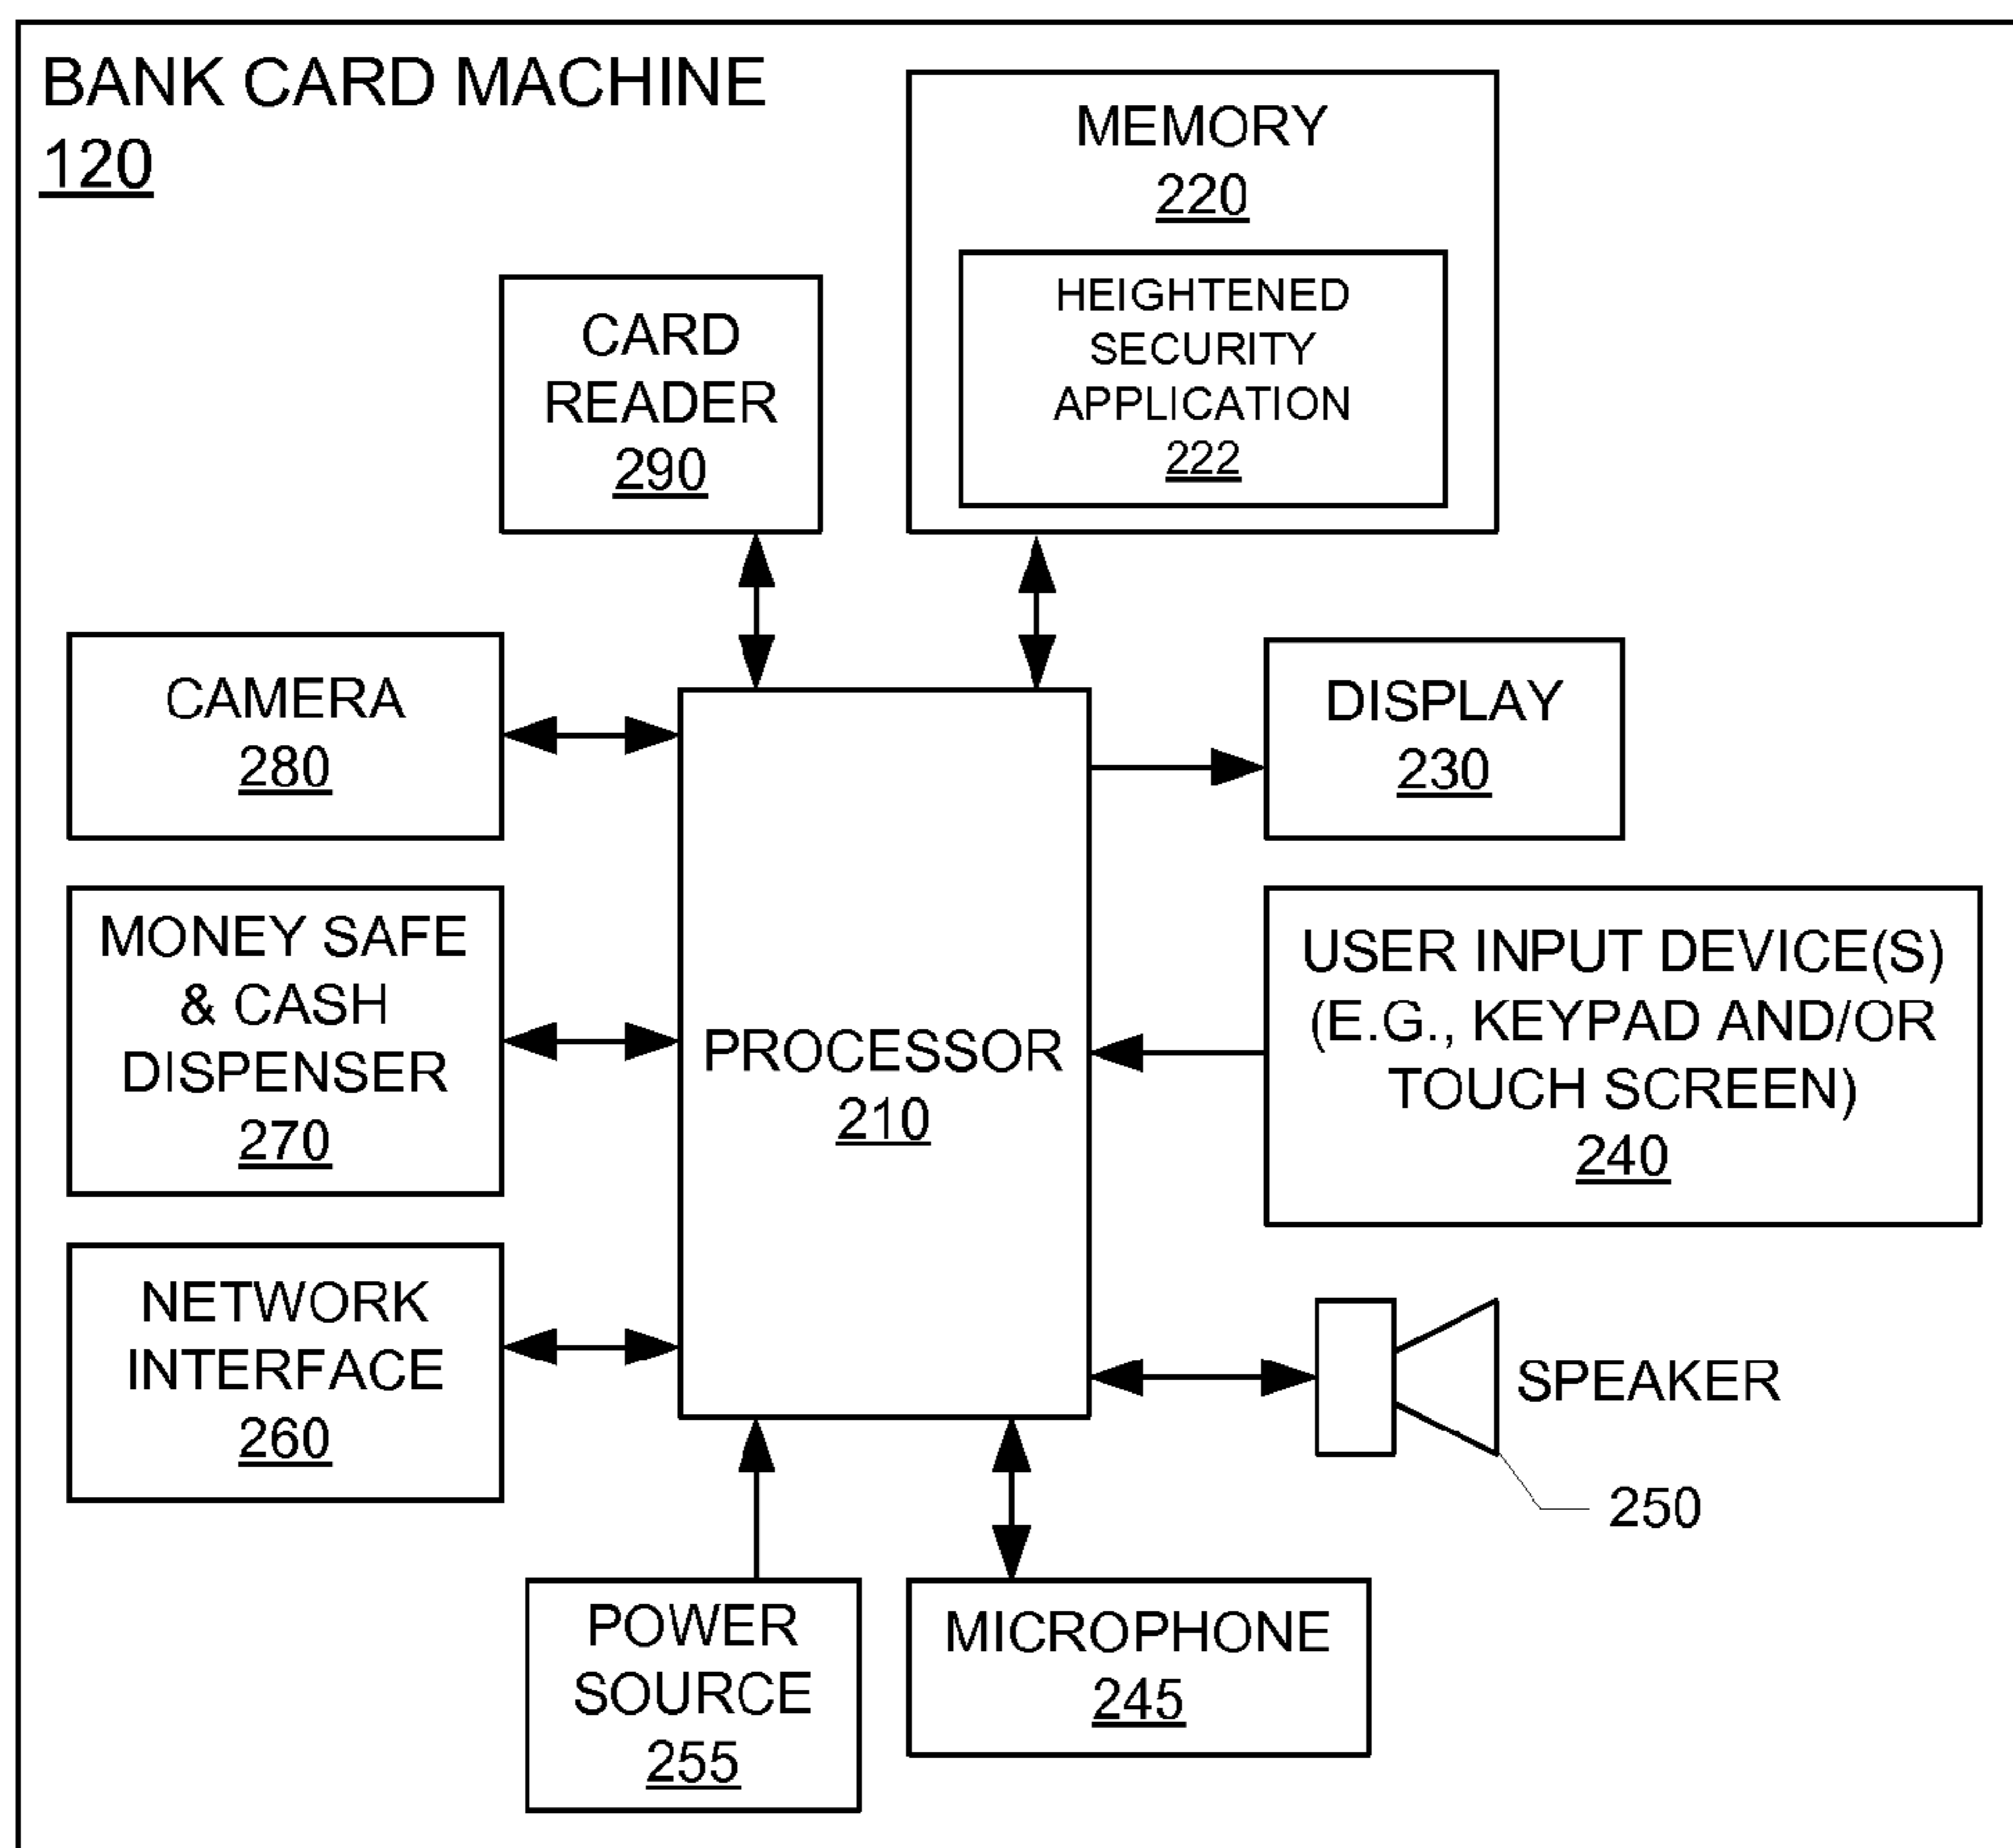 BANK CARD MACHINE
120
MEMORY
220
HEIGHTENED
SECURITY
APPLICATION
222
CARD
READER
290
CAMERA
280
DISPLAY
230
MONEY SAFE
& CASH
DISPENSER
270
PROCESSOR
210
USER INPUT DEVICE(S)
(E.G., KEYPAD AND/OR
TOUCH SCREEN)
240
NETWORK
INTERFACE
260
SPEAKER
250
POWER
SOURCE
255
MICROPHONE
245